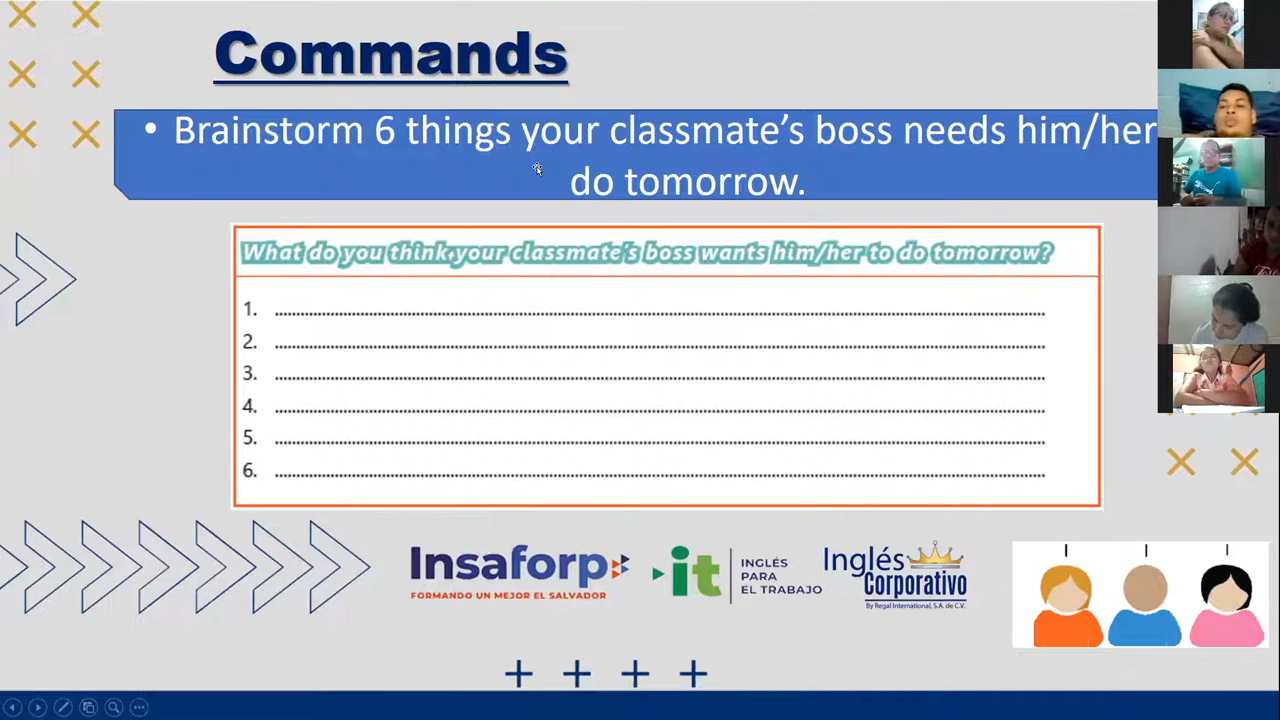 Commands
• Brainstorm 6 things your classmate's boss needs him/her
do tomorrow.
What do you think your classmate's boss wants him/her to do tomorrow?
1.
2.
3.
4.
5.
6.
Insaforp
FORMANDO UN MEJOR EL SALVADOR
it
INGLÉS
PARA
EL TRABAJO
Inglés
Corporativo
By Regal International, S.A. de C.V.